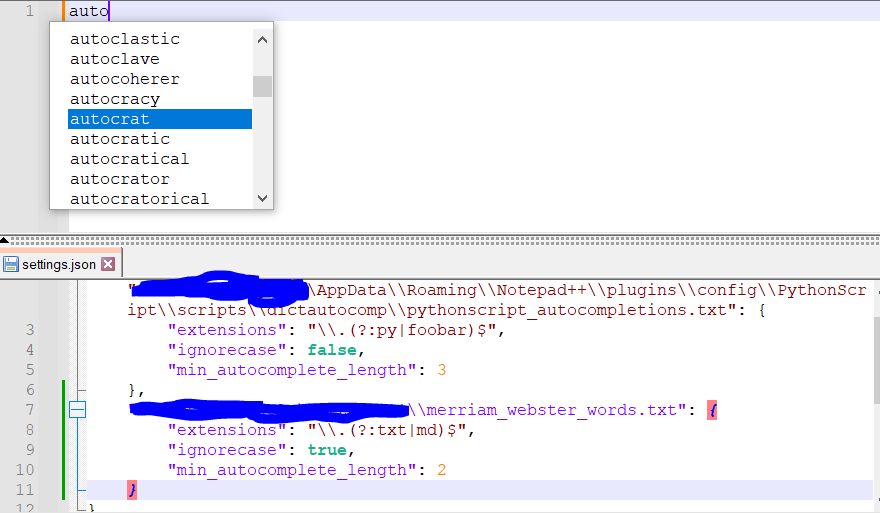 1 auto
autoclastic
autoclave
autocoherer
autocracy
autocrat
autocratic
autocratical
autocrator
autocratorical
settings.json
"\\AppData\\Roaming\\Notepad++\\plugins\\config\\PythonScr
ipt\\scripts\\dictautocomp\\pythonscript_autocompletions.txt": {
3 "extensions": "\\.(?:py|foobar)$",
4 "ignorecase": false,
5 "min_autocomplete_length": 3
6 },
7 \\merriam_webster_words.txt": {
8 "extensions": "\\.(?:txt|md)$",
9 "ignorecase": true,
10 "min_autocomplete_length": 2
11 }
12 }